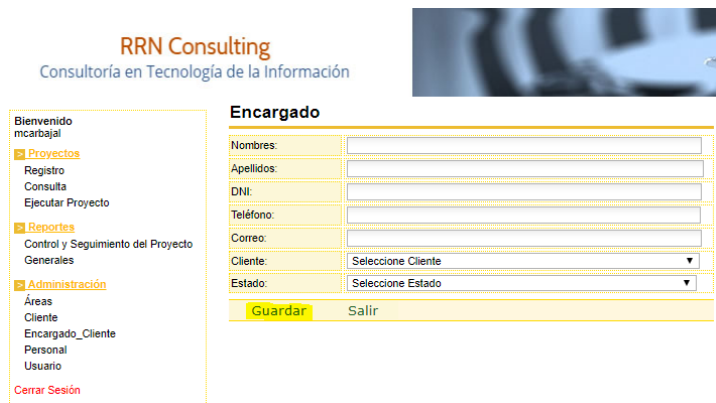 RRN Consulting
Consultoría en Tecnología de la Información
Bienvenido
mcarbajal
> Proyectos
Registro
Consulta
Ejecutar Proyecto
> Reportes
Control y Seguimiento del Proyecto
Generales
> Administración
Áreas
Cliente
Encargado_Cliente
Personal
Usuario
Cerrar Sesión
Encargado
Nombres:
Apellidos:
DNI:
Teléfono:
Correo:
Cliente: Seleccione Cliente
Estado: Seleccione Estado
Guardar Salir